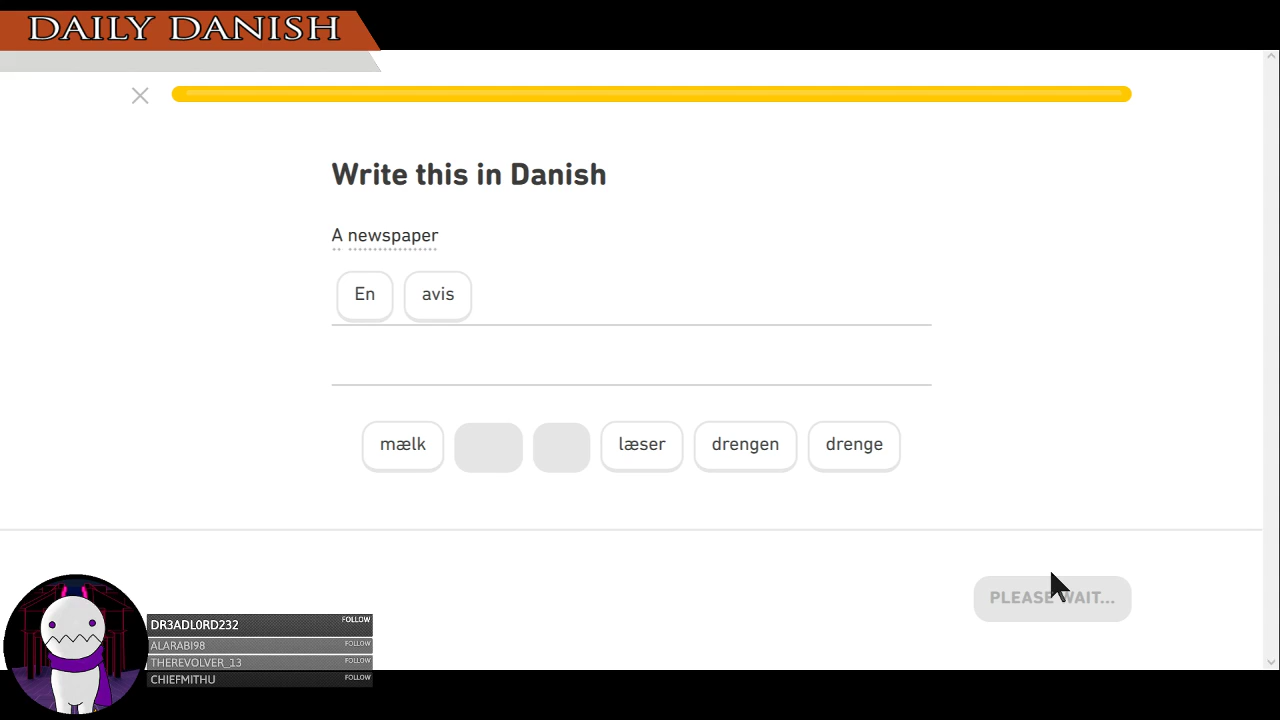 DAILY DANISH
Write this in Danish
A newspaper
En avis
mælk læser drengen drenge
PLEASE WAIT...
DR3ADL0RD232 FOLLOW
ALARABI98 FOLLOW
THEREVOLVER_13 FOLLOW
CHIEFMITHU FOLLOW